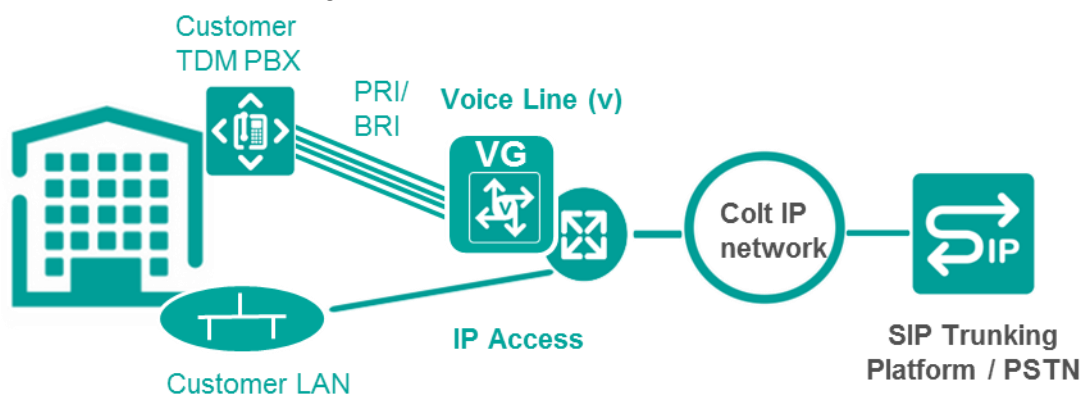 Customer
TDM PBX
PRI/
BRI
Voice Line (v)
VG
v
Colt IP
network
SIP
IP Access
SIP Trunking
Platform / PSTN
Customer LAN